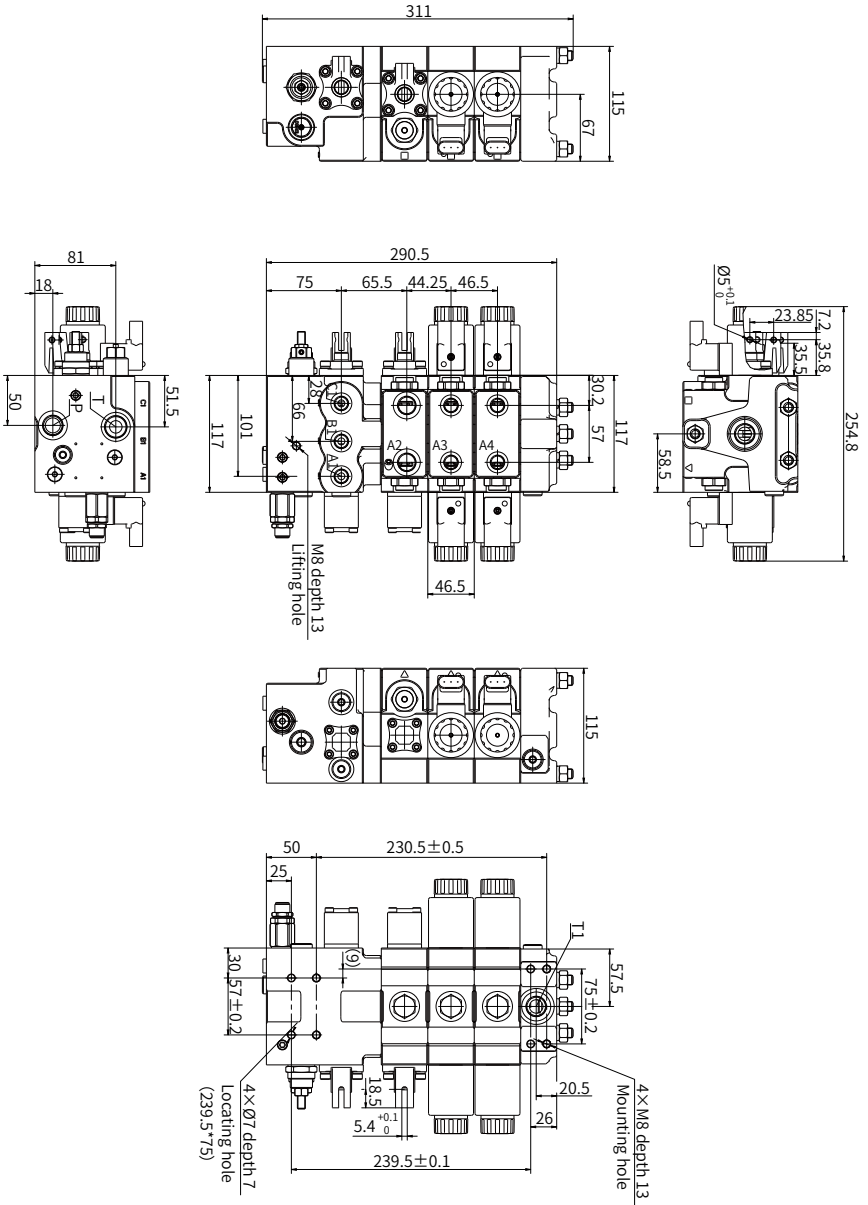 311
115
67
290.5
75
65.5
44.25
46.5
81
18
50
P
T
51.5
C1
B1
A1
117
101
66
28
C1
B1
A1
A2
A3
A4
30.2
57
117
46.5
M8 depth 13
Lifting hole
Ø5 +0.1 0
23.85
7.2
35.8
35.5
254.8
58.5
115
50
230.5±0.5
25
T1
(9)
57.5
30
57±0.2
75±0.2
18.5
5.4 +0.1 0
20.5
26
239.5±0.1
4×Ø7 depth 7
Locating hole
(239.5*75)
4×M8 depth 13
Mounting hole